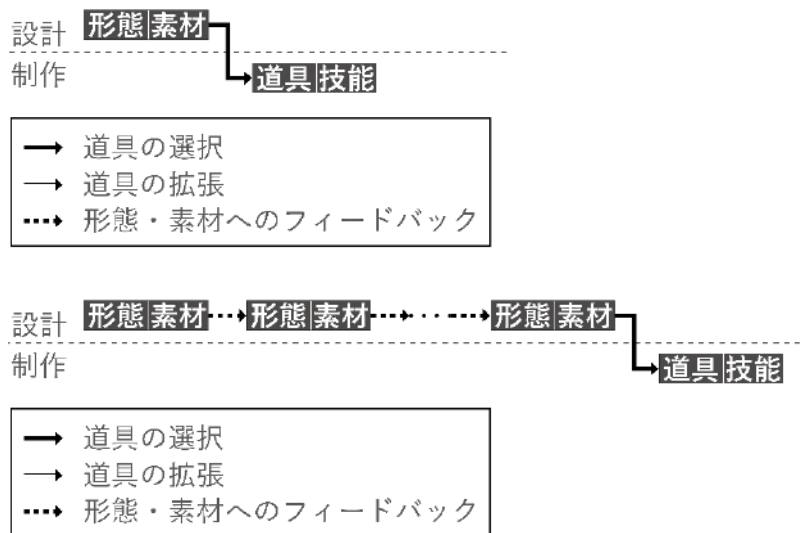 設計 形態 素材
制作 道具 技能
道具の選択
道具の拡張
形態・素材へのフィードバック
設計 形態 素材 形態 素材 ・・・ 形態 素材
制作 道具 技能
道具の選択
道具の拡張
形態・素材へのフィードバック